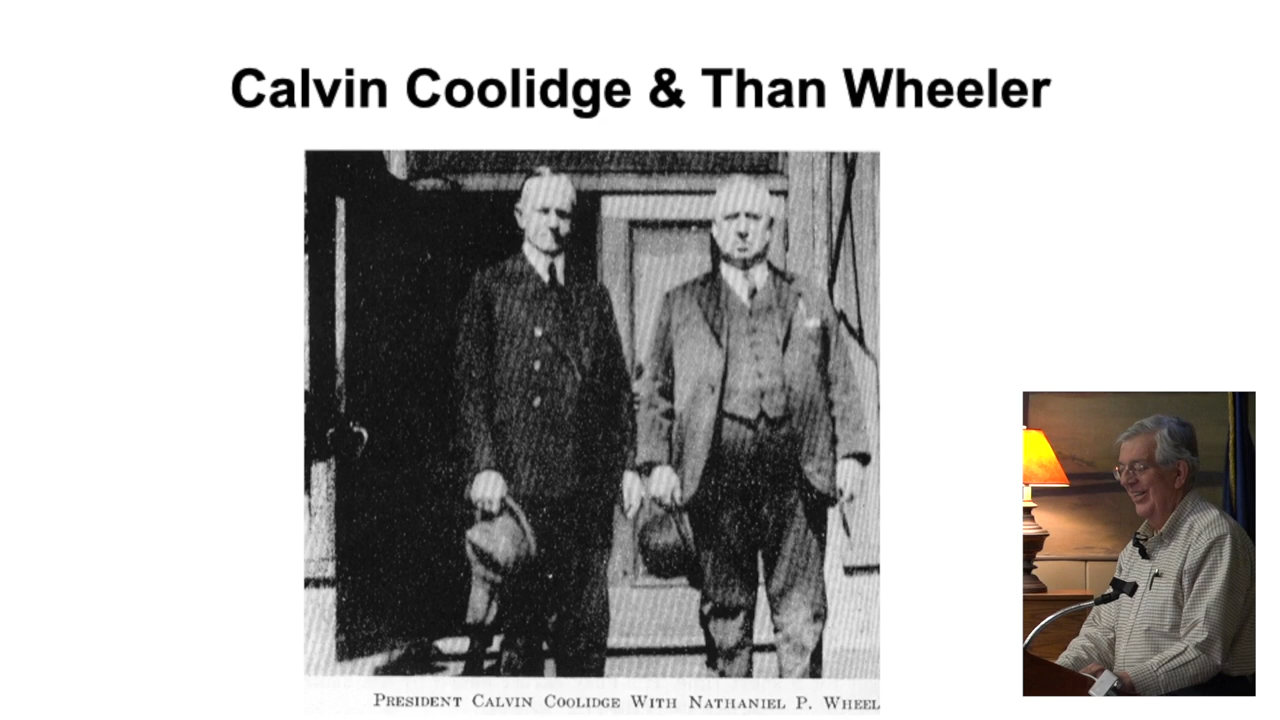 Calvin Coolidge & Than Wheeler
PRESIDENT CALVIN COOLIDGE WITH NATHANIEL P. WHEEL